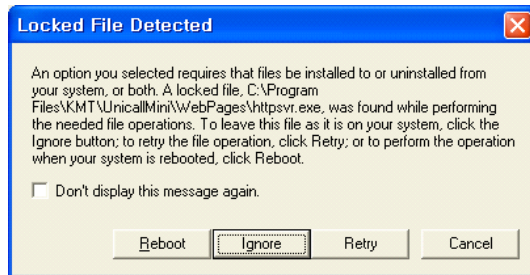 Locked File Detected
An option you selected requires that files be installed to or uninstalled from
your system, or both. A locked file, C:\Program
Files\KMT\UnicallMini\WebPages\httpsvr.exe, was found while performing
the needed file operations. To leave this file as it is on your system, click the
Ignore button; to retry the file operation, click Retry; or to perform the operation
when your system is rebooted, click Reboot.
Don't display this message again.
Reboot Ignore Retry Cancel